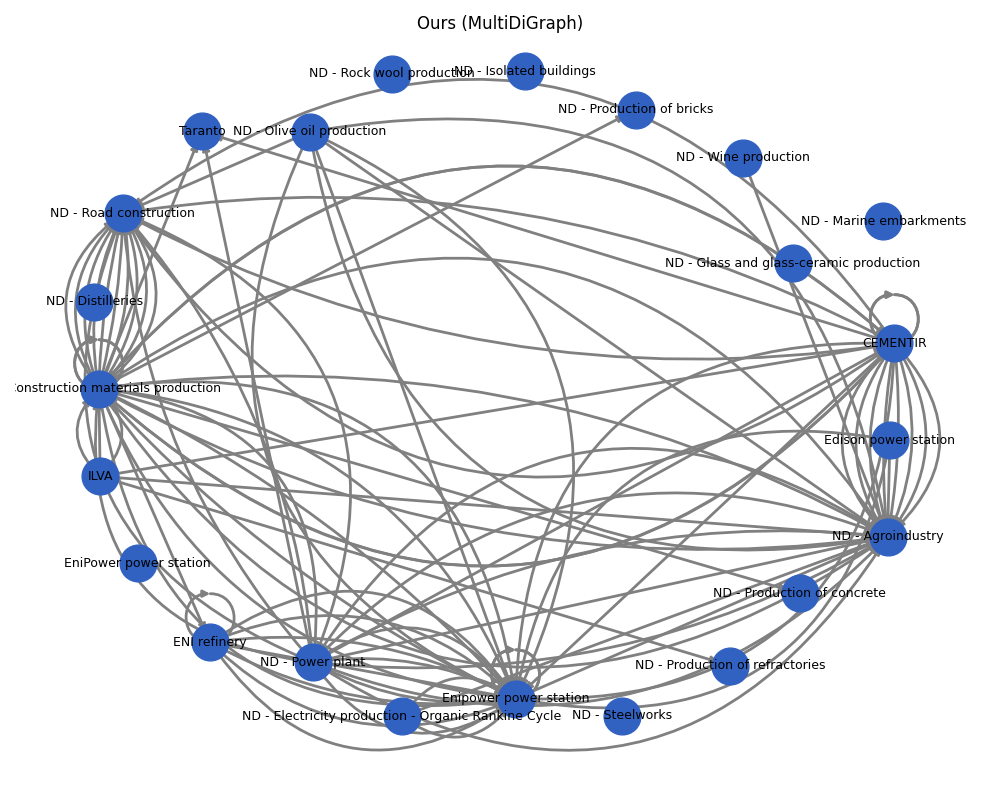 Ours (MultiDiGraph)
ND - Rock wool production
ND - Isolated buildings
ND - Production of bricks
Taranto
ND - Olive oil production
ND - Wine production
ND - Road construction
ND - Marine embarkments
ND - Glass and glass-ceramic production
ND - Distilleries
CEMENTIR
onstruction materials production
Edison power station
ILVA
ND - Agroindustry
EniPower power station
ND - Production of concrete
ENI refinery
ND - Power plant
ND - Production of refractories
Enipower power station
ND - Electricity production - Organic Rankine Cycle
ND - Steelworks